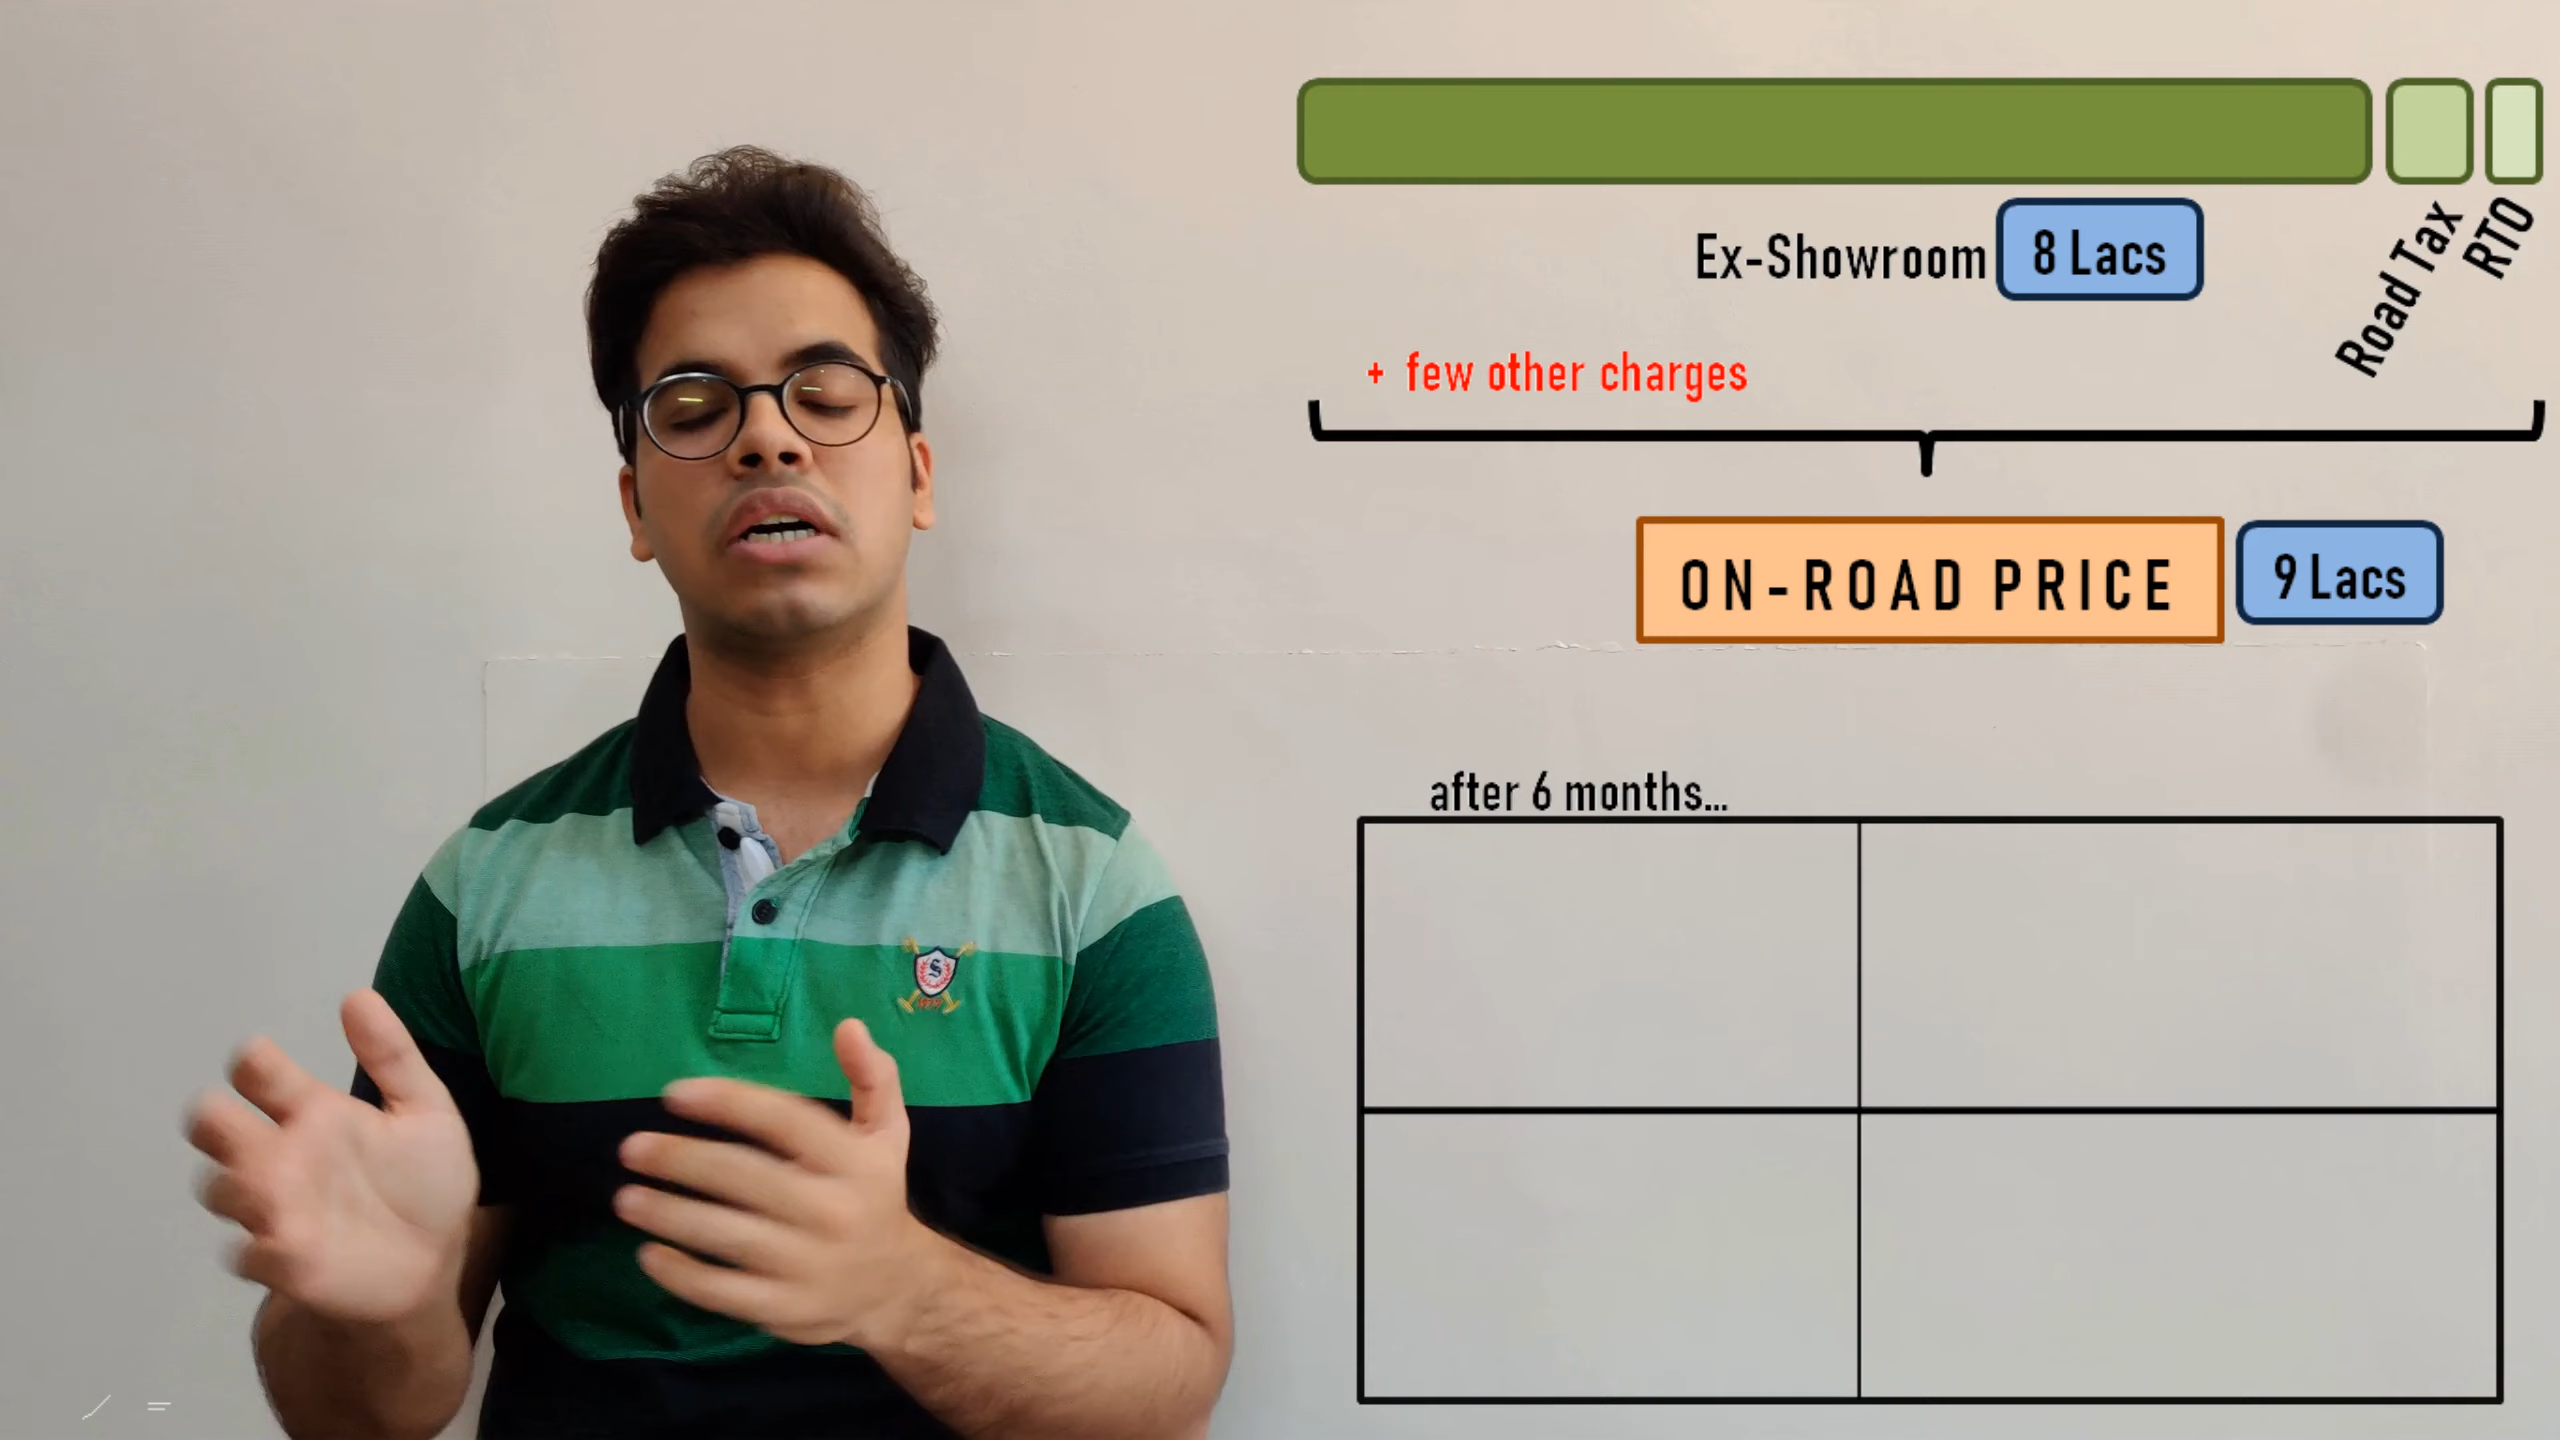 Ex-Showroom 8 Lacs
Road Tax
RTO
+ few other charges
ON-ROAD PRICE 9 Lacs
after 6 months...
S